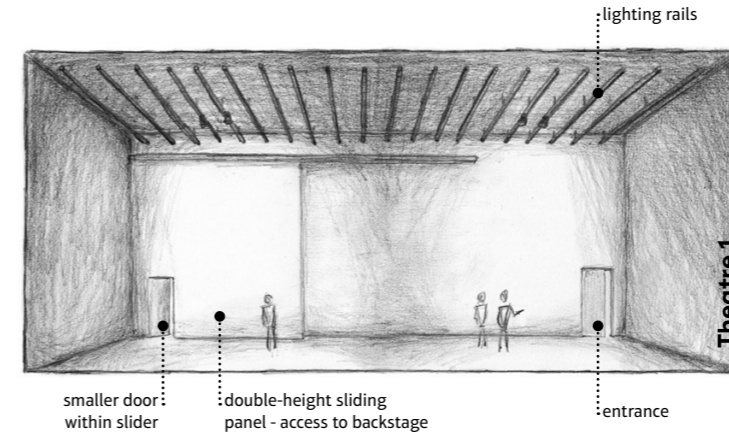 lighting rails
Theatre 1
smaller door
within slider
double-height sliding
panel - access to backstage
entrance